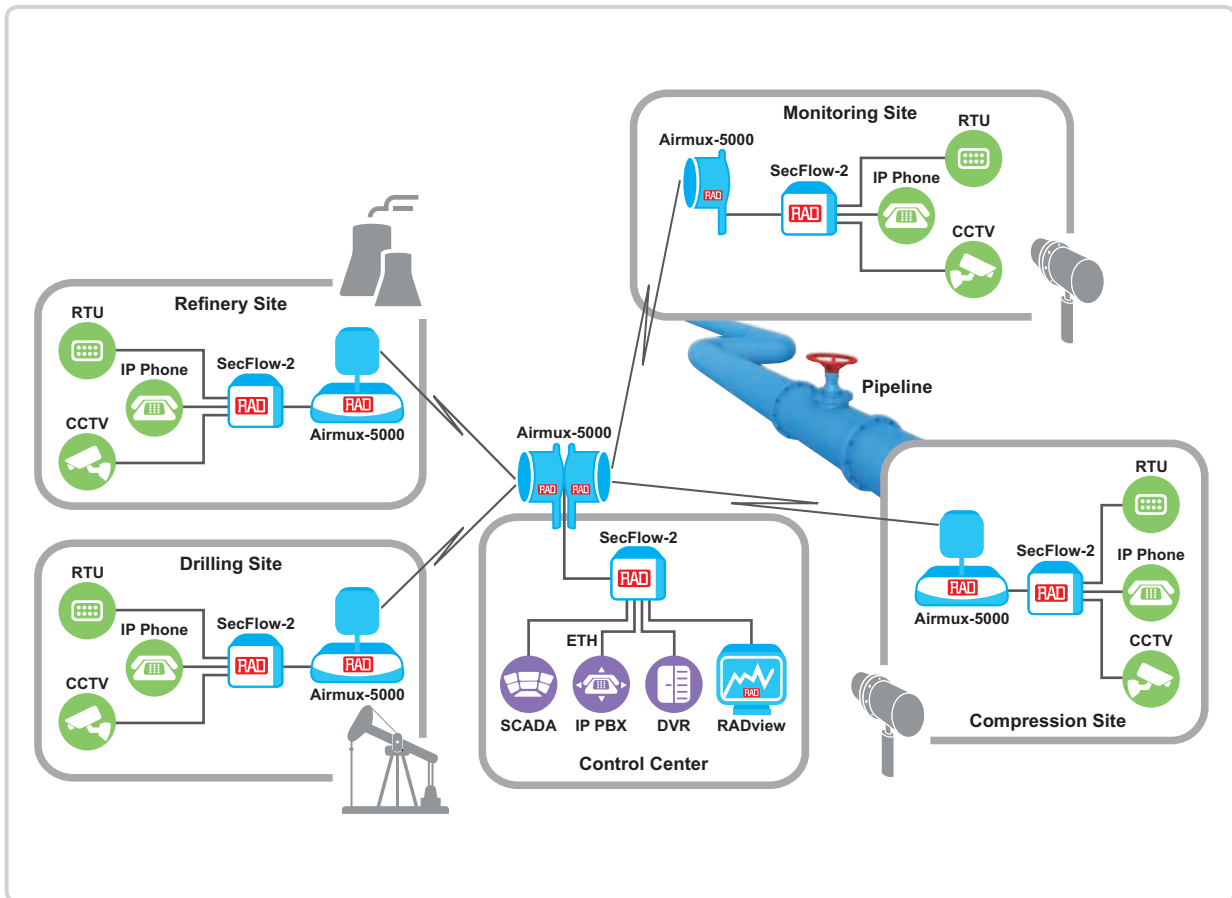 Monitoring Site
Airmux-5000
SecFlow-2
RAD
RAD
RTU
IP Phone
CCTV
Refinery Site
RTU
IP Phone
CCTV
SecFlow-2
RAD
RAD
Airmux-5000
Pipeline
Airmux-5000
RAD
RAD
Drilling Site
RTU
IP Phone
CCTV
SecFlow-2
RAD
RAD
Airmux-5000
SecFlow-2
RAD
ETH
RAD
SCADA
IP PBX
DVR
RADview
Control Center
RTU
SecFlow-2
IP Phone
RAD
RAD
Airmux-5000
CCTV
Compression Site